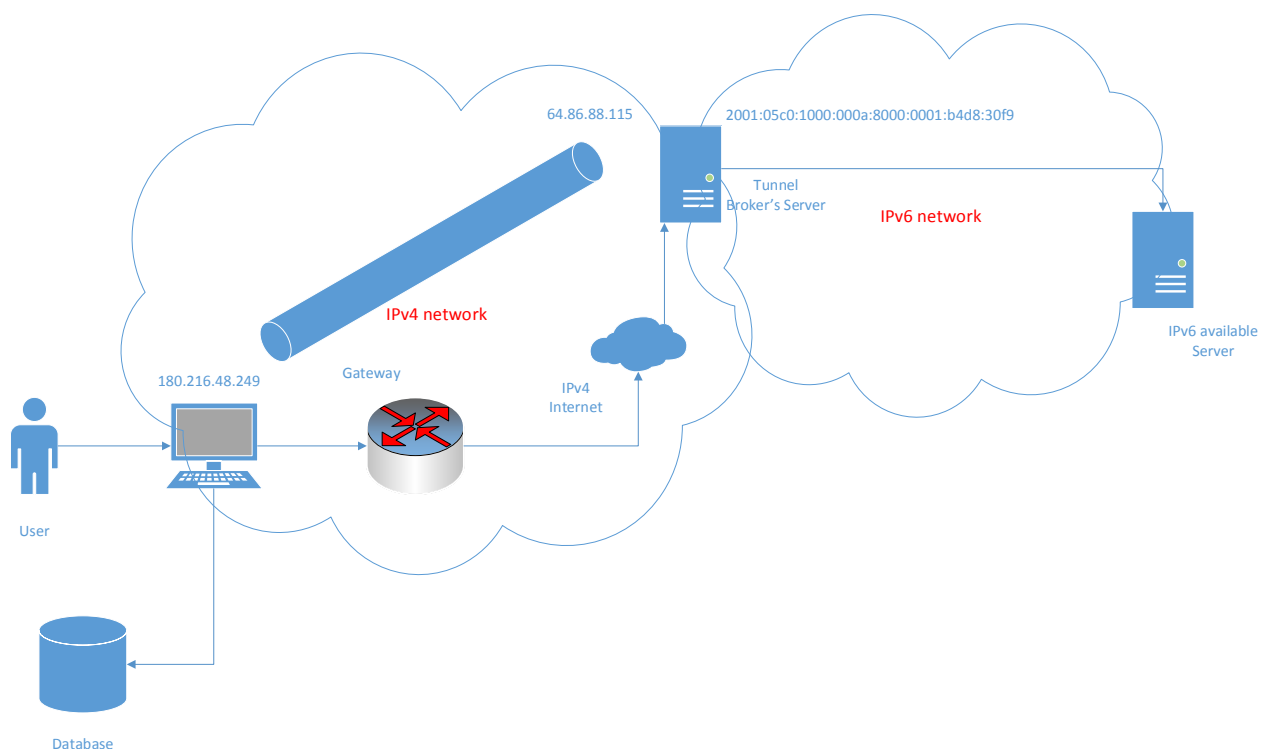 64.86.88.115
2001:05c0:1000:000a:8000:0001:b4d8:30f9
Tunnel
Broker’s Server
IPv6 network
IPv4 network
IPv6 available
Server
Gateway
180.216.48.249
IPv4
Internet
User
Database